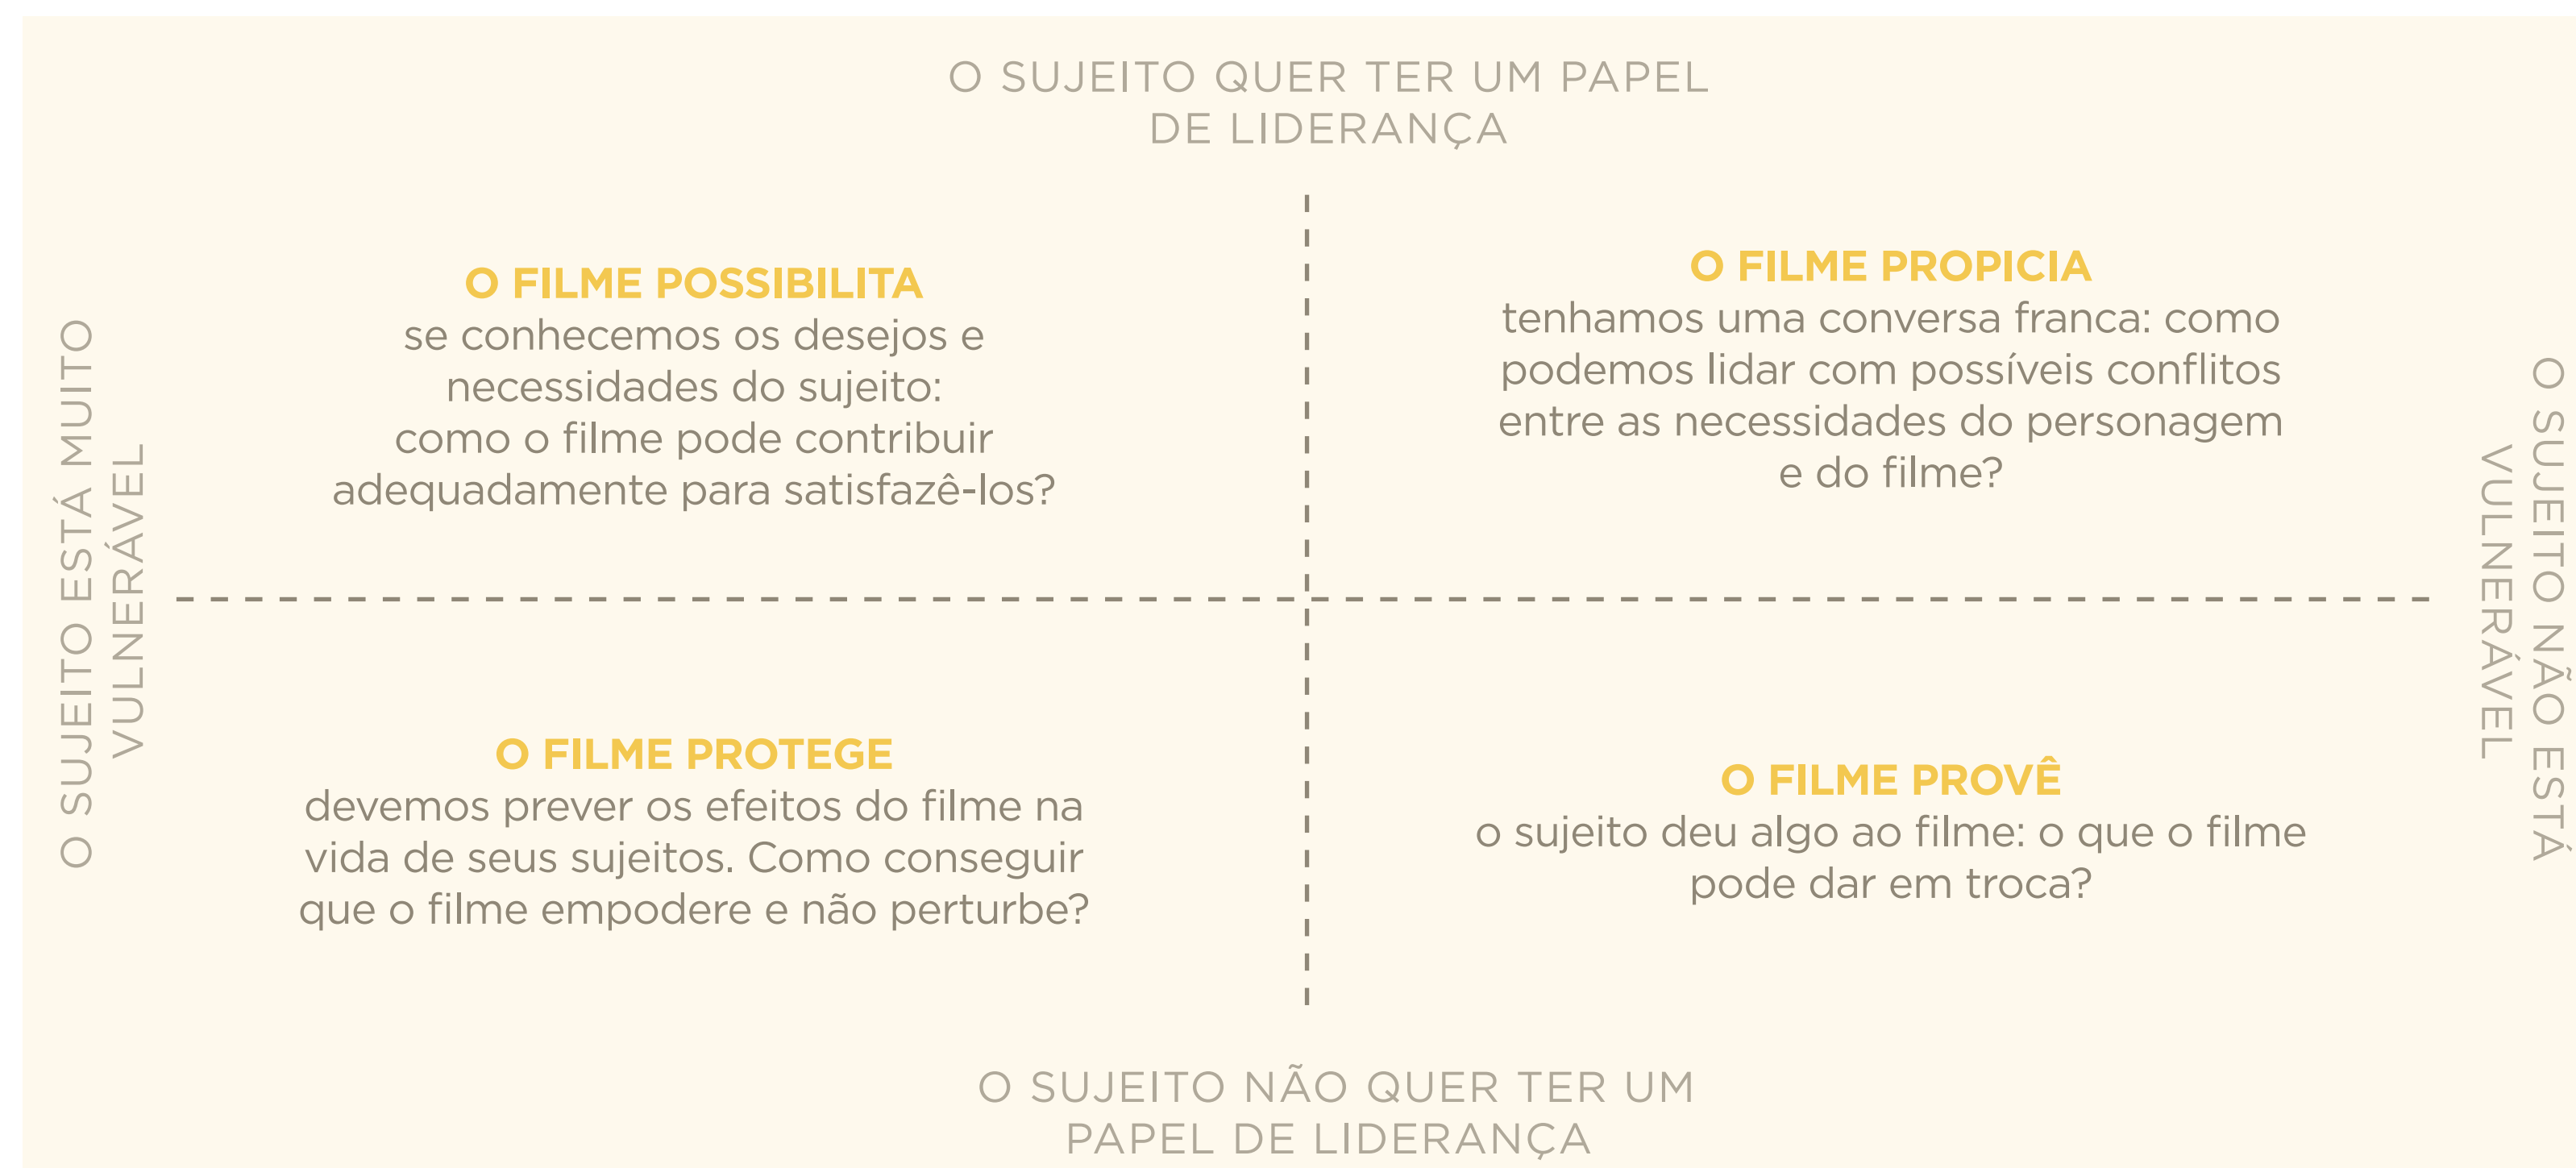 O SUJEITO QUER TER UM PAPEL
DE LIDERANÇA
O SUJEITO ESTÁ MUITO
VULNERÁVEL
O FILME POSSIBILITA
se conhecemos os desejos e
necessidades do sujeito:
como o filme pode contribuir
adequadamente para satisfazê-los?
O FILME PROPICIA
tenhamos uma conversa franca: como
podemos lidar com possíveis conflitos
entre as necessidades do personagem
e do filme?
O SUJEITO NÃO ESTÁ
VULNERÁVEL
O FILME PROTEGE
devemos prever os efeitos do filme na
vida de seus sujeitos. Como conseguir
que o filme empodere e não perturbe?
O FILME PROVÊ
o sujeito deu algo ao filme: o que o filme
pode dar em troca?
O SUJEITO NÃO QUER TER UM
PAPEL DE LIDERANÇA